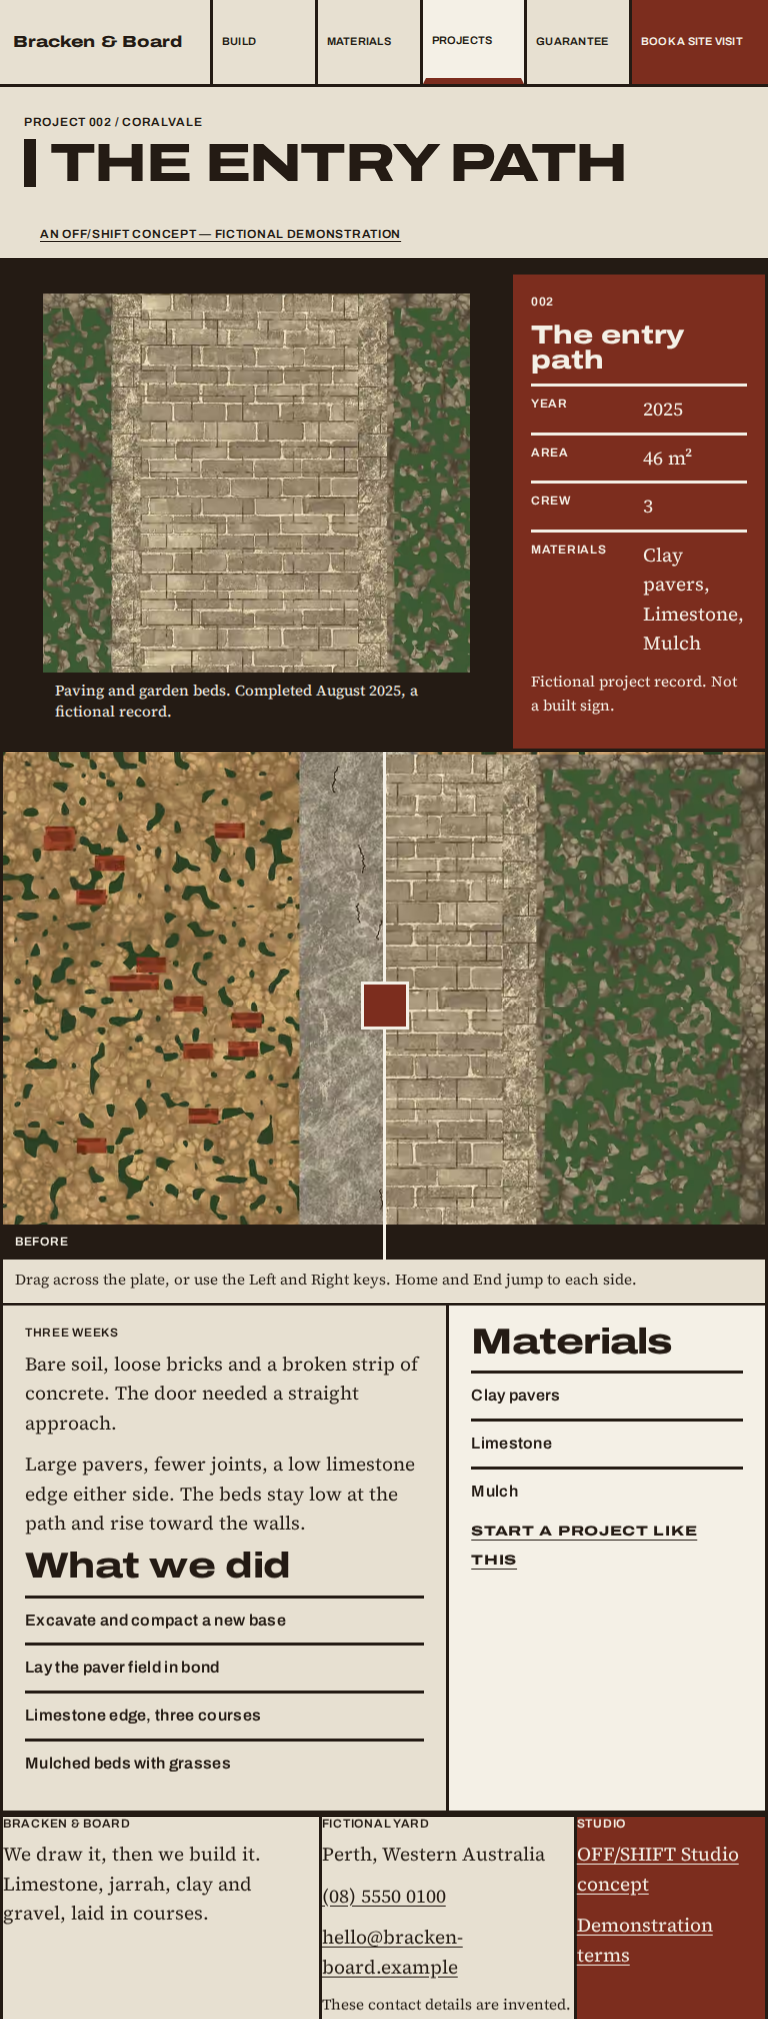 Bracken & Board
BUILD
MATERIALS
PROJECTS
GUARANTEE
BOOK A SITE VISIT
PROJECT 002 / CORALVALE
THE ENTRY PATH
AN OFF/SHIFT CONCEPT — FICTIONAL DEMONSTRATION
Paving and garden beds. Completed August 2025, a
fictional record.
002
The entry
path
YEAR 2025
AREA 46 m²
CREW 3
MATERIALS Clay
pavers,
Limestone,
Mulch
Fictional project record. Not
a built sign.
BEFORE
Drag across the plate, or use the Left and Right keys. Home and End jump to each side.
THREE WEEKS
Bare soil, loose bricks and a broken strip of
concrete. The door needed a straight
approach.
Large pavers, fewer joints, a low limestone
edge either side. The beds stay low at the
path and rise toward the walls.
What we did
Excavate and compact a new base
Lay the paver field in bond
Limestone edge, three courses
Mulched beds with grasses
Materials
Clay pavers
Limestone
Mulch
START A PROJECT LIKE
THIS
BRACKEN & BOARD
We draw it, then we build it.
Limestone, jarrah, clay and
gravel, laid in courses.
FICTIONAL YARD
Perth, Western Australia
(08) 5550 0100
hello@bracken-
board.example
These contact details are invented.
STUDIO
OFF/SHIFT Studio
concept
Demonstration
terms